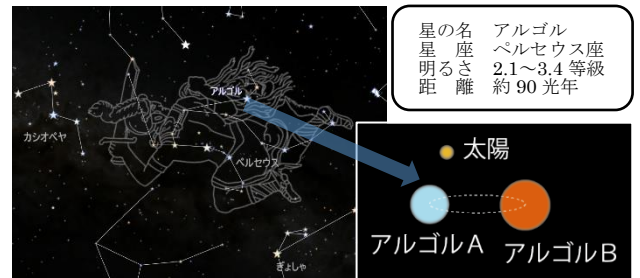 星の名 アルゴル
星 座 ペルセウス座
明るさ 2.1~3.4 等級
距 離 約 90 光年
アルゴル
カシオペヤ
ペルセウス
ぎょしゃ
太陽
アルゴルA
アルゴルB